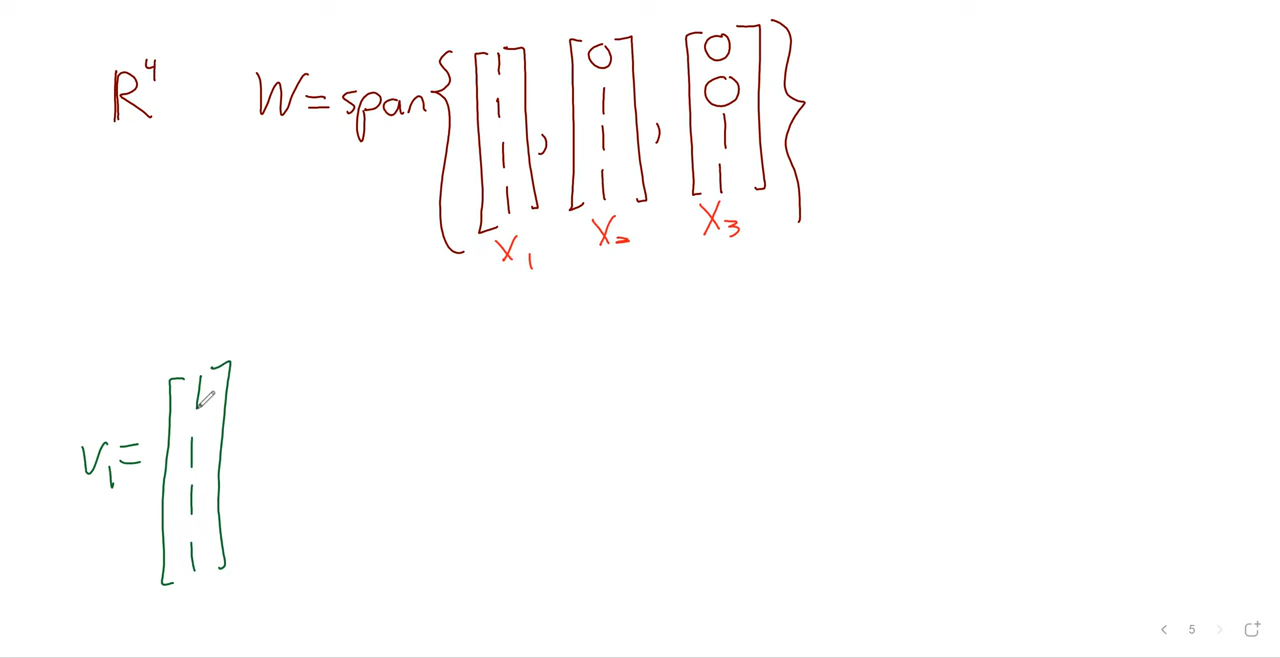 R⁴ W = span { [1 1 1 1], [0 1 1 1], [0 0 1 1] }
x₁ x₂ x₃
v₁ = [1 1 1 1]
5